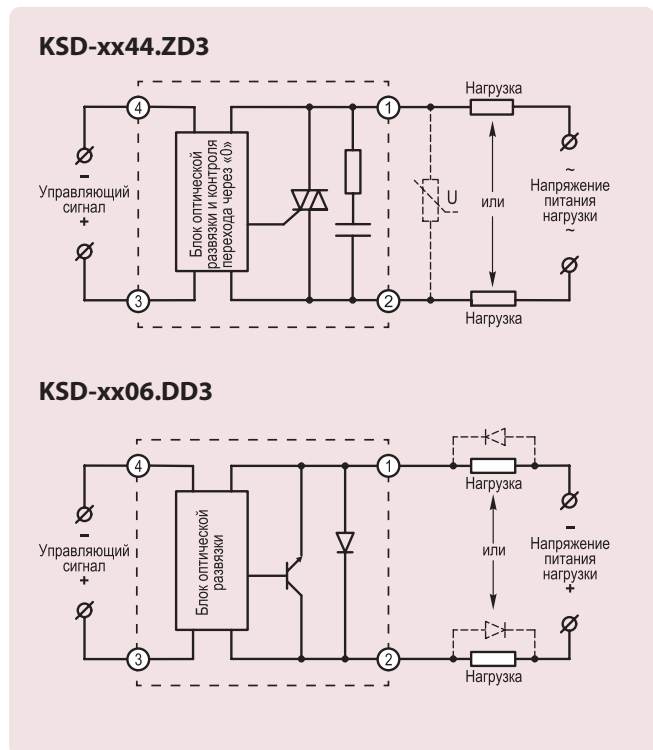 KSD-xx44.ZD3
4
1
Нагрузка
–
Управляющий
сигнал
+
Блок оптической
развязки и контроля
перехода через «0»
U
или
~
Напряжение
питания
нагрузки
~
3
2
Нагрузка
KSD-xx06.DD3
4
1
Нагрузка
–
Управляющий
сигнал
+
Блок оптической
развязки
или
–
Напряжение
питания
нагрузки
+
3
2
Нагрузка